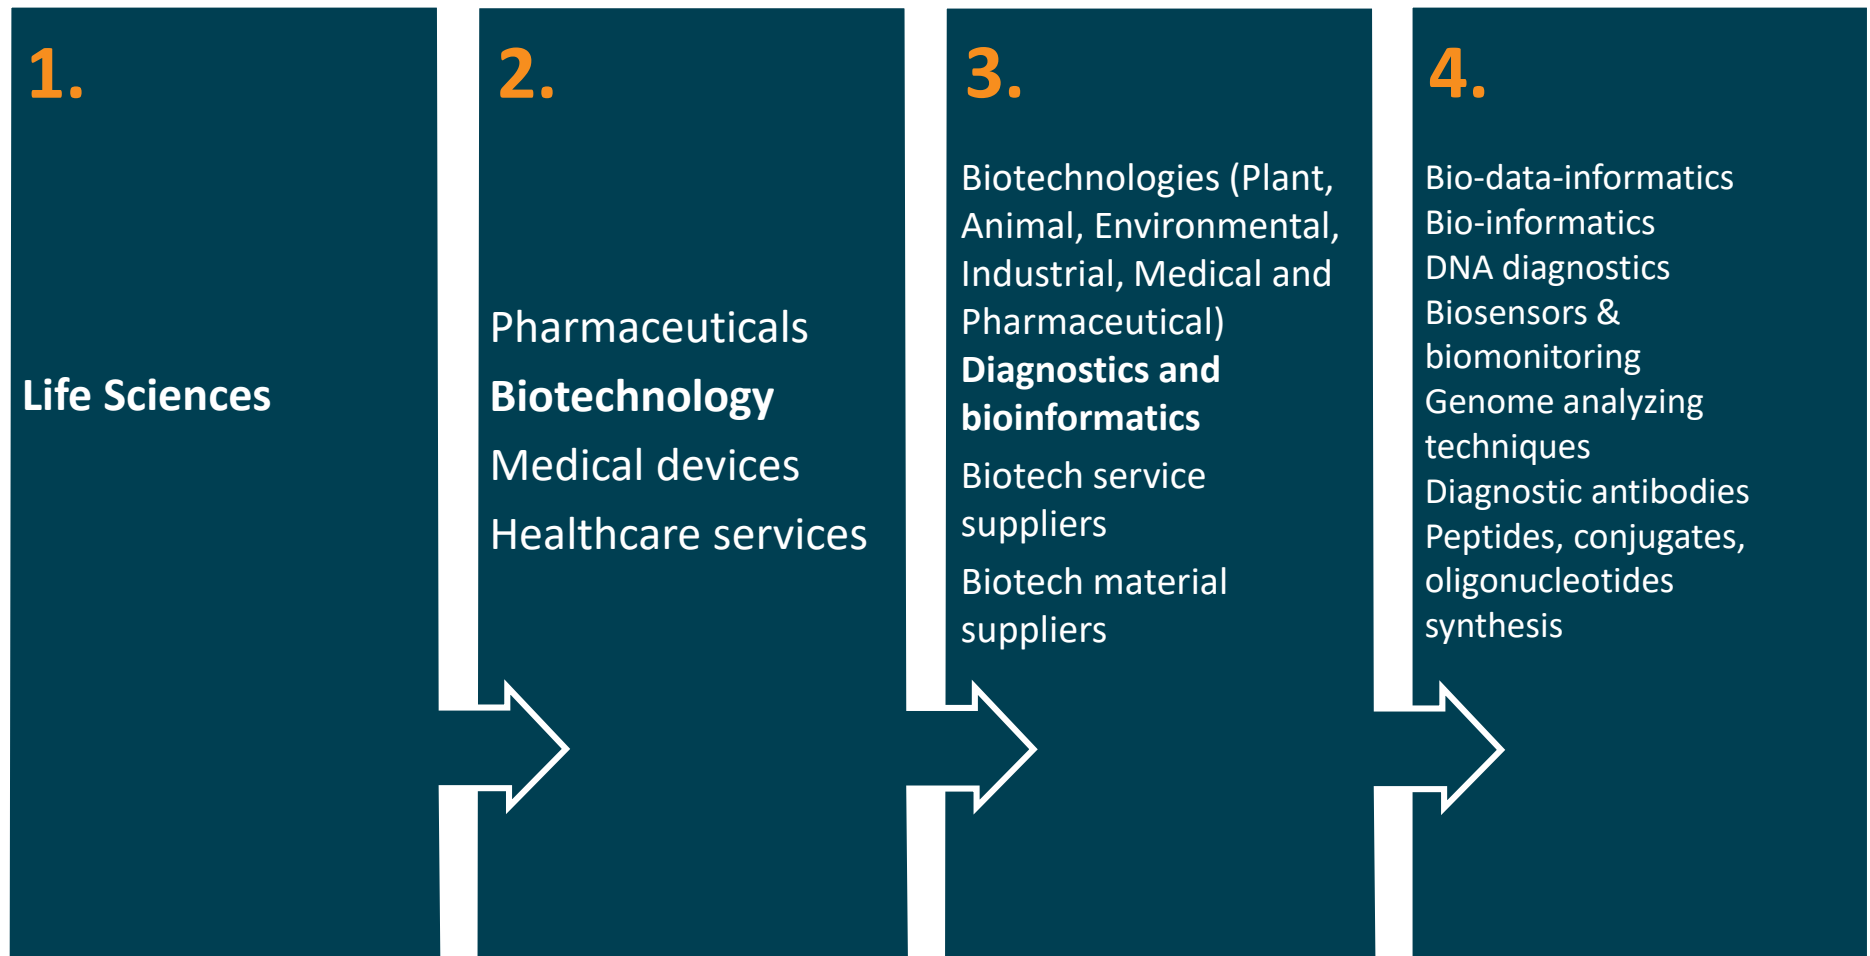 1.
Life Sciences
2.
Pharmaceuticals
Biotechnology
Medical devices
Healthcare services
3.
Biotechnologies (Plant,
Animal, Environmental,
Industrial, Medical and
Pharmaceutical)
Diagnostics and
bioinformatics
Biotech service
suppliers
Biotech material
suppliers
4.
Bio-data-informatics
Bio-informatics
DNA diagnostics
Biosensors &
biomonitoring
Genome analyzing
techniques
Diagnostic antibodies
Peptides, conjugates,
oligonucleotides
synthesis